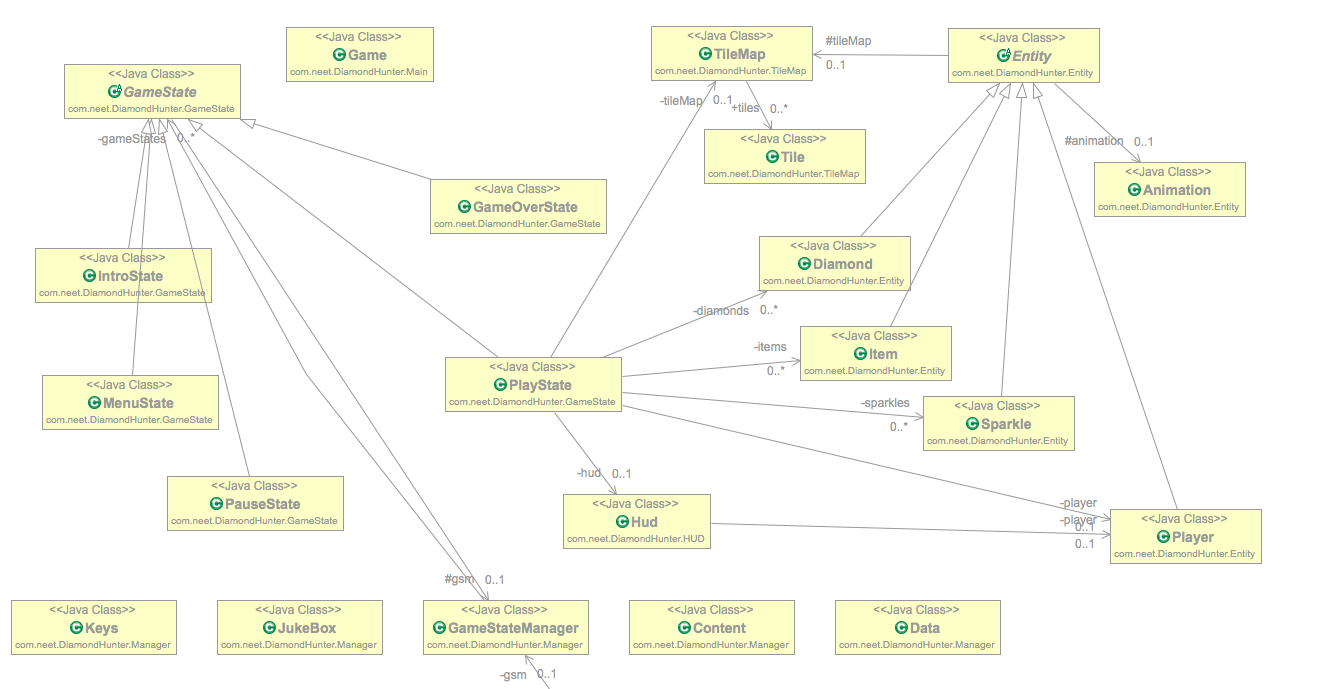 <<Java Class>>
Game
com.neet.DiamondHunter.Main
<<Java Class>>
TileMap
com.neet.DiamondHunter.TileMap
#tileMap
0..1
<<Java Class>>
Entity
com.neet.DiamondHunter.Entity
<<Java Class>>
GameState
com.neet.DiamondHunter.GameState
-gameStates
0..*
-tileMap
0..1
+tiles
0..*
<<Java Class>>
Tile
com.neet.DiamondHunter.TileMap
#animation
0..1
<<Java Class>>
Animation
com.neet.DiamondHunter.Entity
<<Java Class>>
GameOverState
com.neet.DiamondHunter.GameState
<<Java Class>>
IntroState
com.neet.DiamondHunter.GameState
<<Java Class>>
Diamond
com.neet.DiamondHunter.Entity
-diamonds
0..*
<<Java Class>>
Item
com.neet.DiamondHunter.Entity
-items
0..*
<<Java Class>>
PlayState
com.neet.DiamondHunter.GameState
<<Java Class>>
MenuState
com.neet.DiamondHunter.GameState
-sparkles
0..*
<<Java Class>>
Sparkle
com.neet.DiamondHunter.Entity
<<Java Class>>
PauseState
com.neet.DiamondHunter.GameState
-hud
0..1
<<Java Class>>
Hud
com.neet.DiamondHunter.HUD
-player
0..1
-player
0..1
<<Java Class>>
Player
com.neet.DiamondHunter.Entity
#gsm
0..1
<<Java Class>>
Keys
com.neet.DiamondHunter.Manager
<<Java Class>>
JukeBox
com.neet.DiamondHunter.Manager
<<Java Class>>
GameStateManager
com.neet.DiamondHunter.Manager
<<Java Class>>
Content
com.neet.DiamondHunter.Manager
<<Java Class>>
Data
com.neet.DiamondHunter.Manager
-gsm
0..1